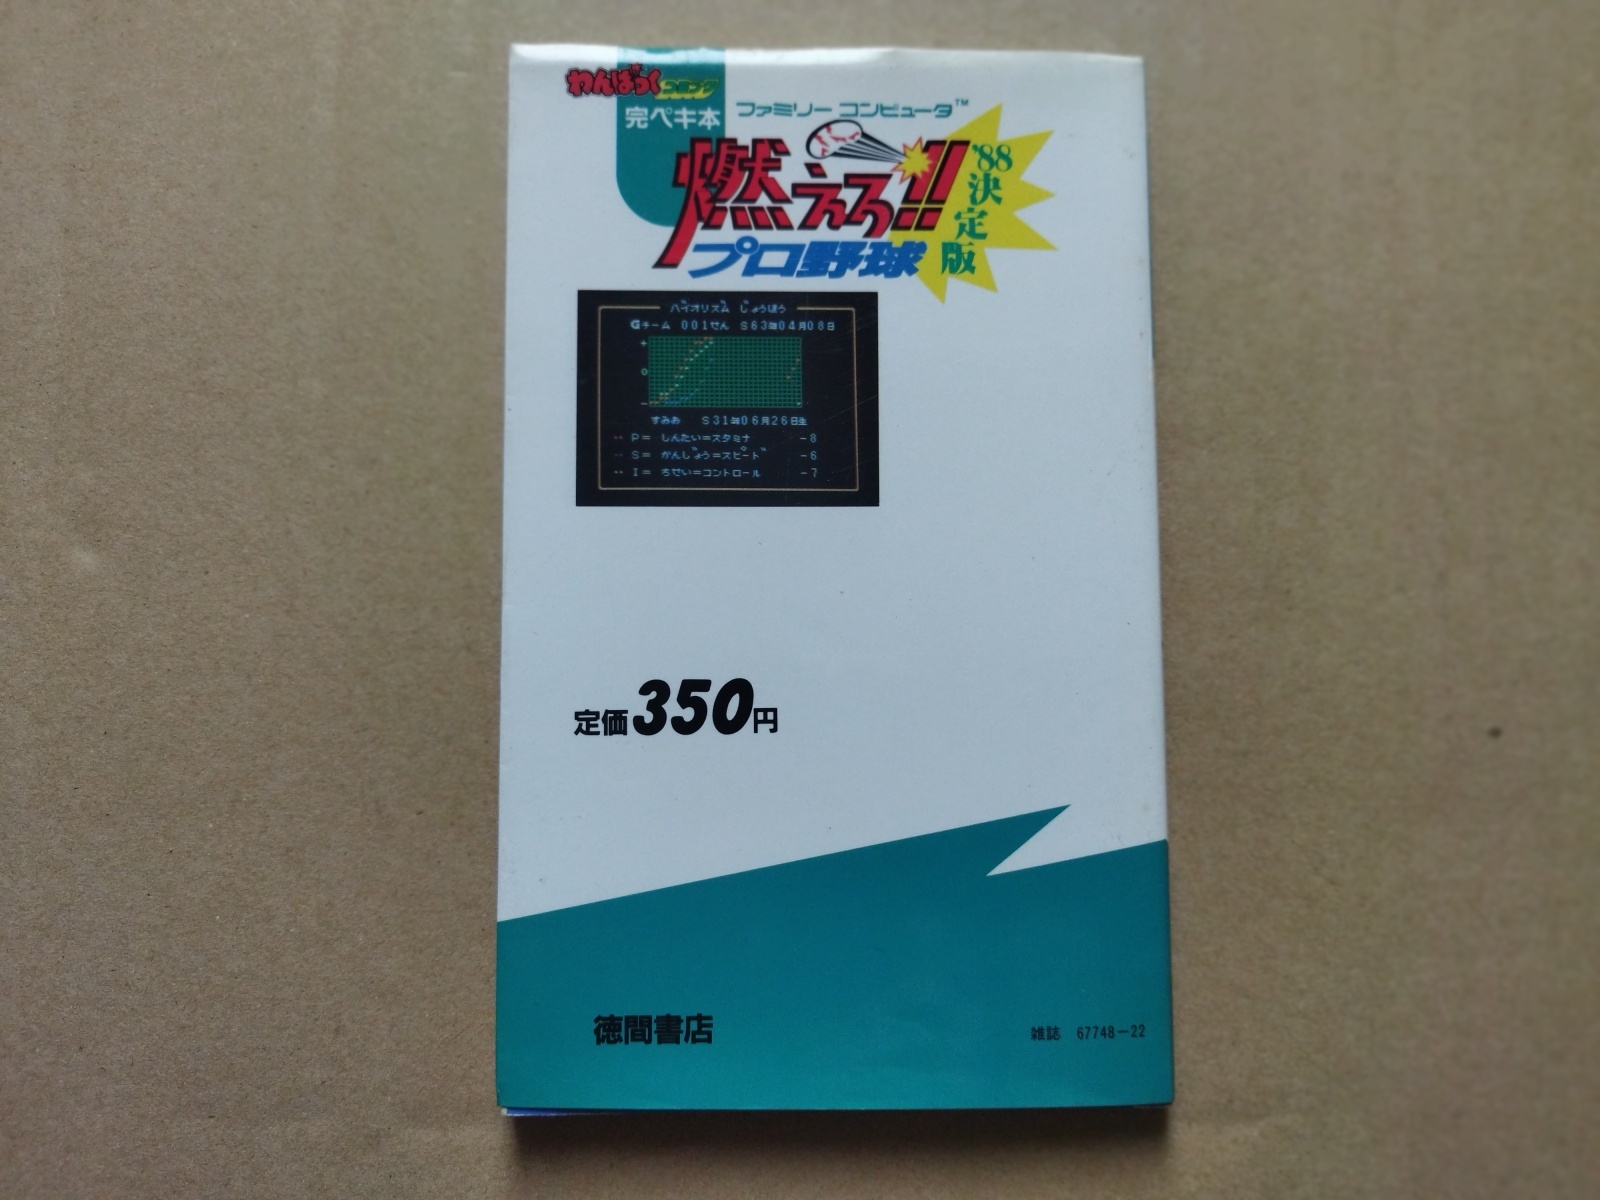 わんぱっくコミック
完ペキ本
ファミリーコンピュータ™
燃えろ!!
プロ野球
'88決定版
バイオリズム じょうほう
Gチーム 001せん S63年04月08日
+
0
−
すみお S31年06月26日生
P= しんたい=スタミナ −8
S= かんじょう=スピード −6
I= ちせい=コントロール −7
定価350円
徳間書店
雑誌 67748−22